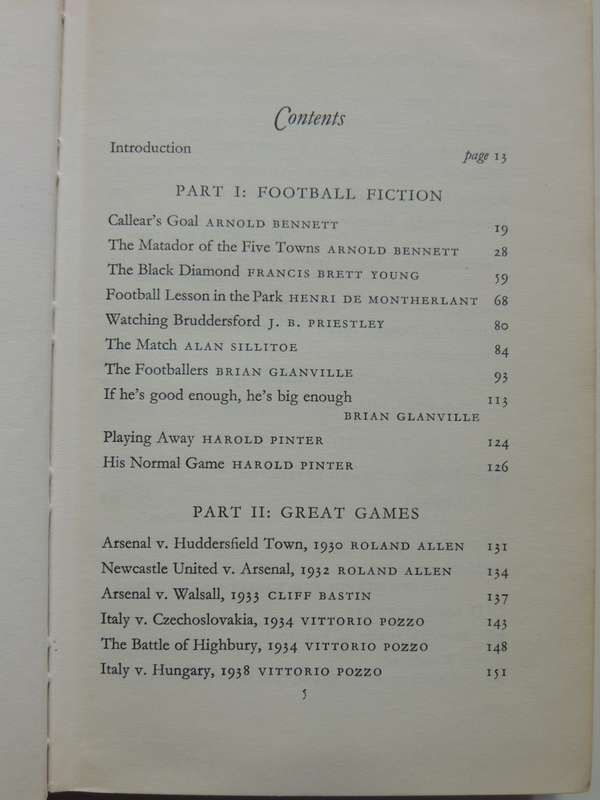 Contents
Introduction page 13
PART I: FOOTBALL FICTION
Callear's Goal ARNOLD BENNETT 19
The Matador of the Five Towns ARNOLD BENNETT 28
The Black Diamond FRANCIS BRETT YOUNG 59
Football Lesson in the Park HENRI DE MONTHERLANT 68
Watching Bruddersford J. B. PRIESTLEY 80
The Match ALAN SILLITOE 84
The Footballers BRIAN GLANVILLE 93
If he's good enough, he's big enough 113
BRIAN GLANVILLE
Playing Away HAROLD PINTER 124
His Normal Game HAROLD PINTER 126
PART II: GREAT GAMES
Arsenal v. Huddersfield Town, 1930 ROLAND ALLEN 131
Newcastle United v. Arsenal, 1932 ROLAND ALLEN 134
Arsenal v. Walsall, 1933 CLIFF BASTIN 137
Italy v. Czechoslovakia, 1934 VITTORIO POZZO 143
The Battle of Highbury, 1934 VITTORIO POZZO 148
Italy v. Hungary, 1938 VITTORIO POZZO 151
5